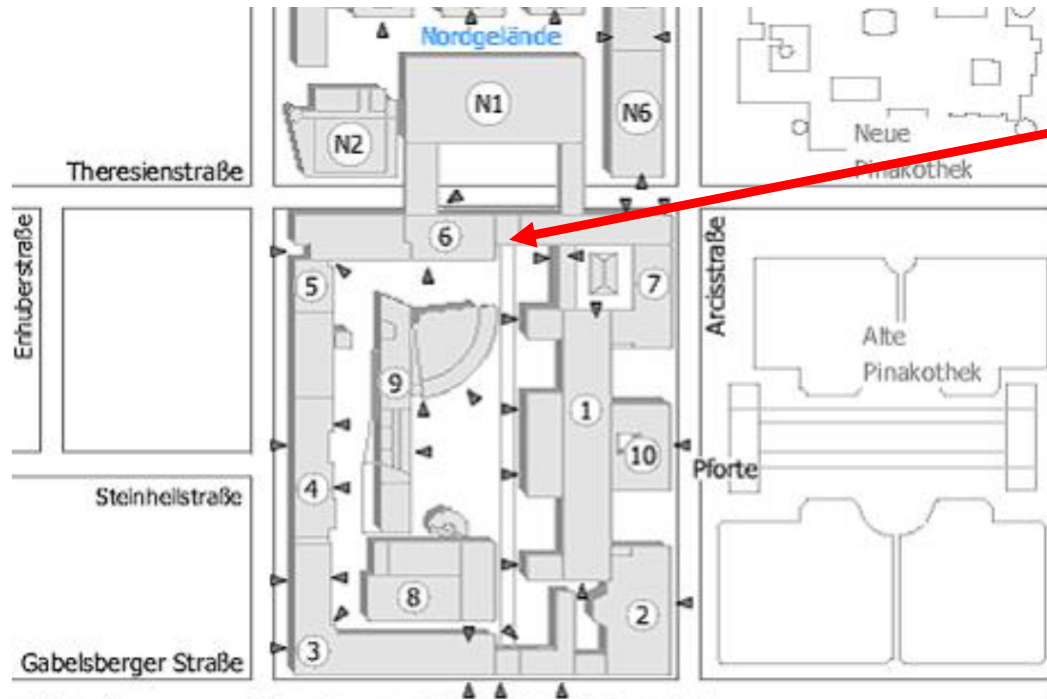 Nordgelände
N1
N6
N2
Neue
Pinakothek
Theresienstraße
6
Enhuberstraße
5
7
Arcisstraße
Alte
Pinakothek
9
1
10
Pforte
Steinheilstraße
4
8
2
3
Gabelsberger Straße